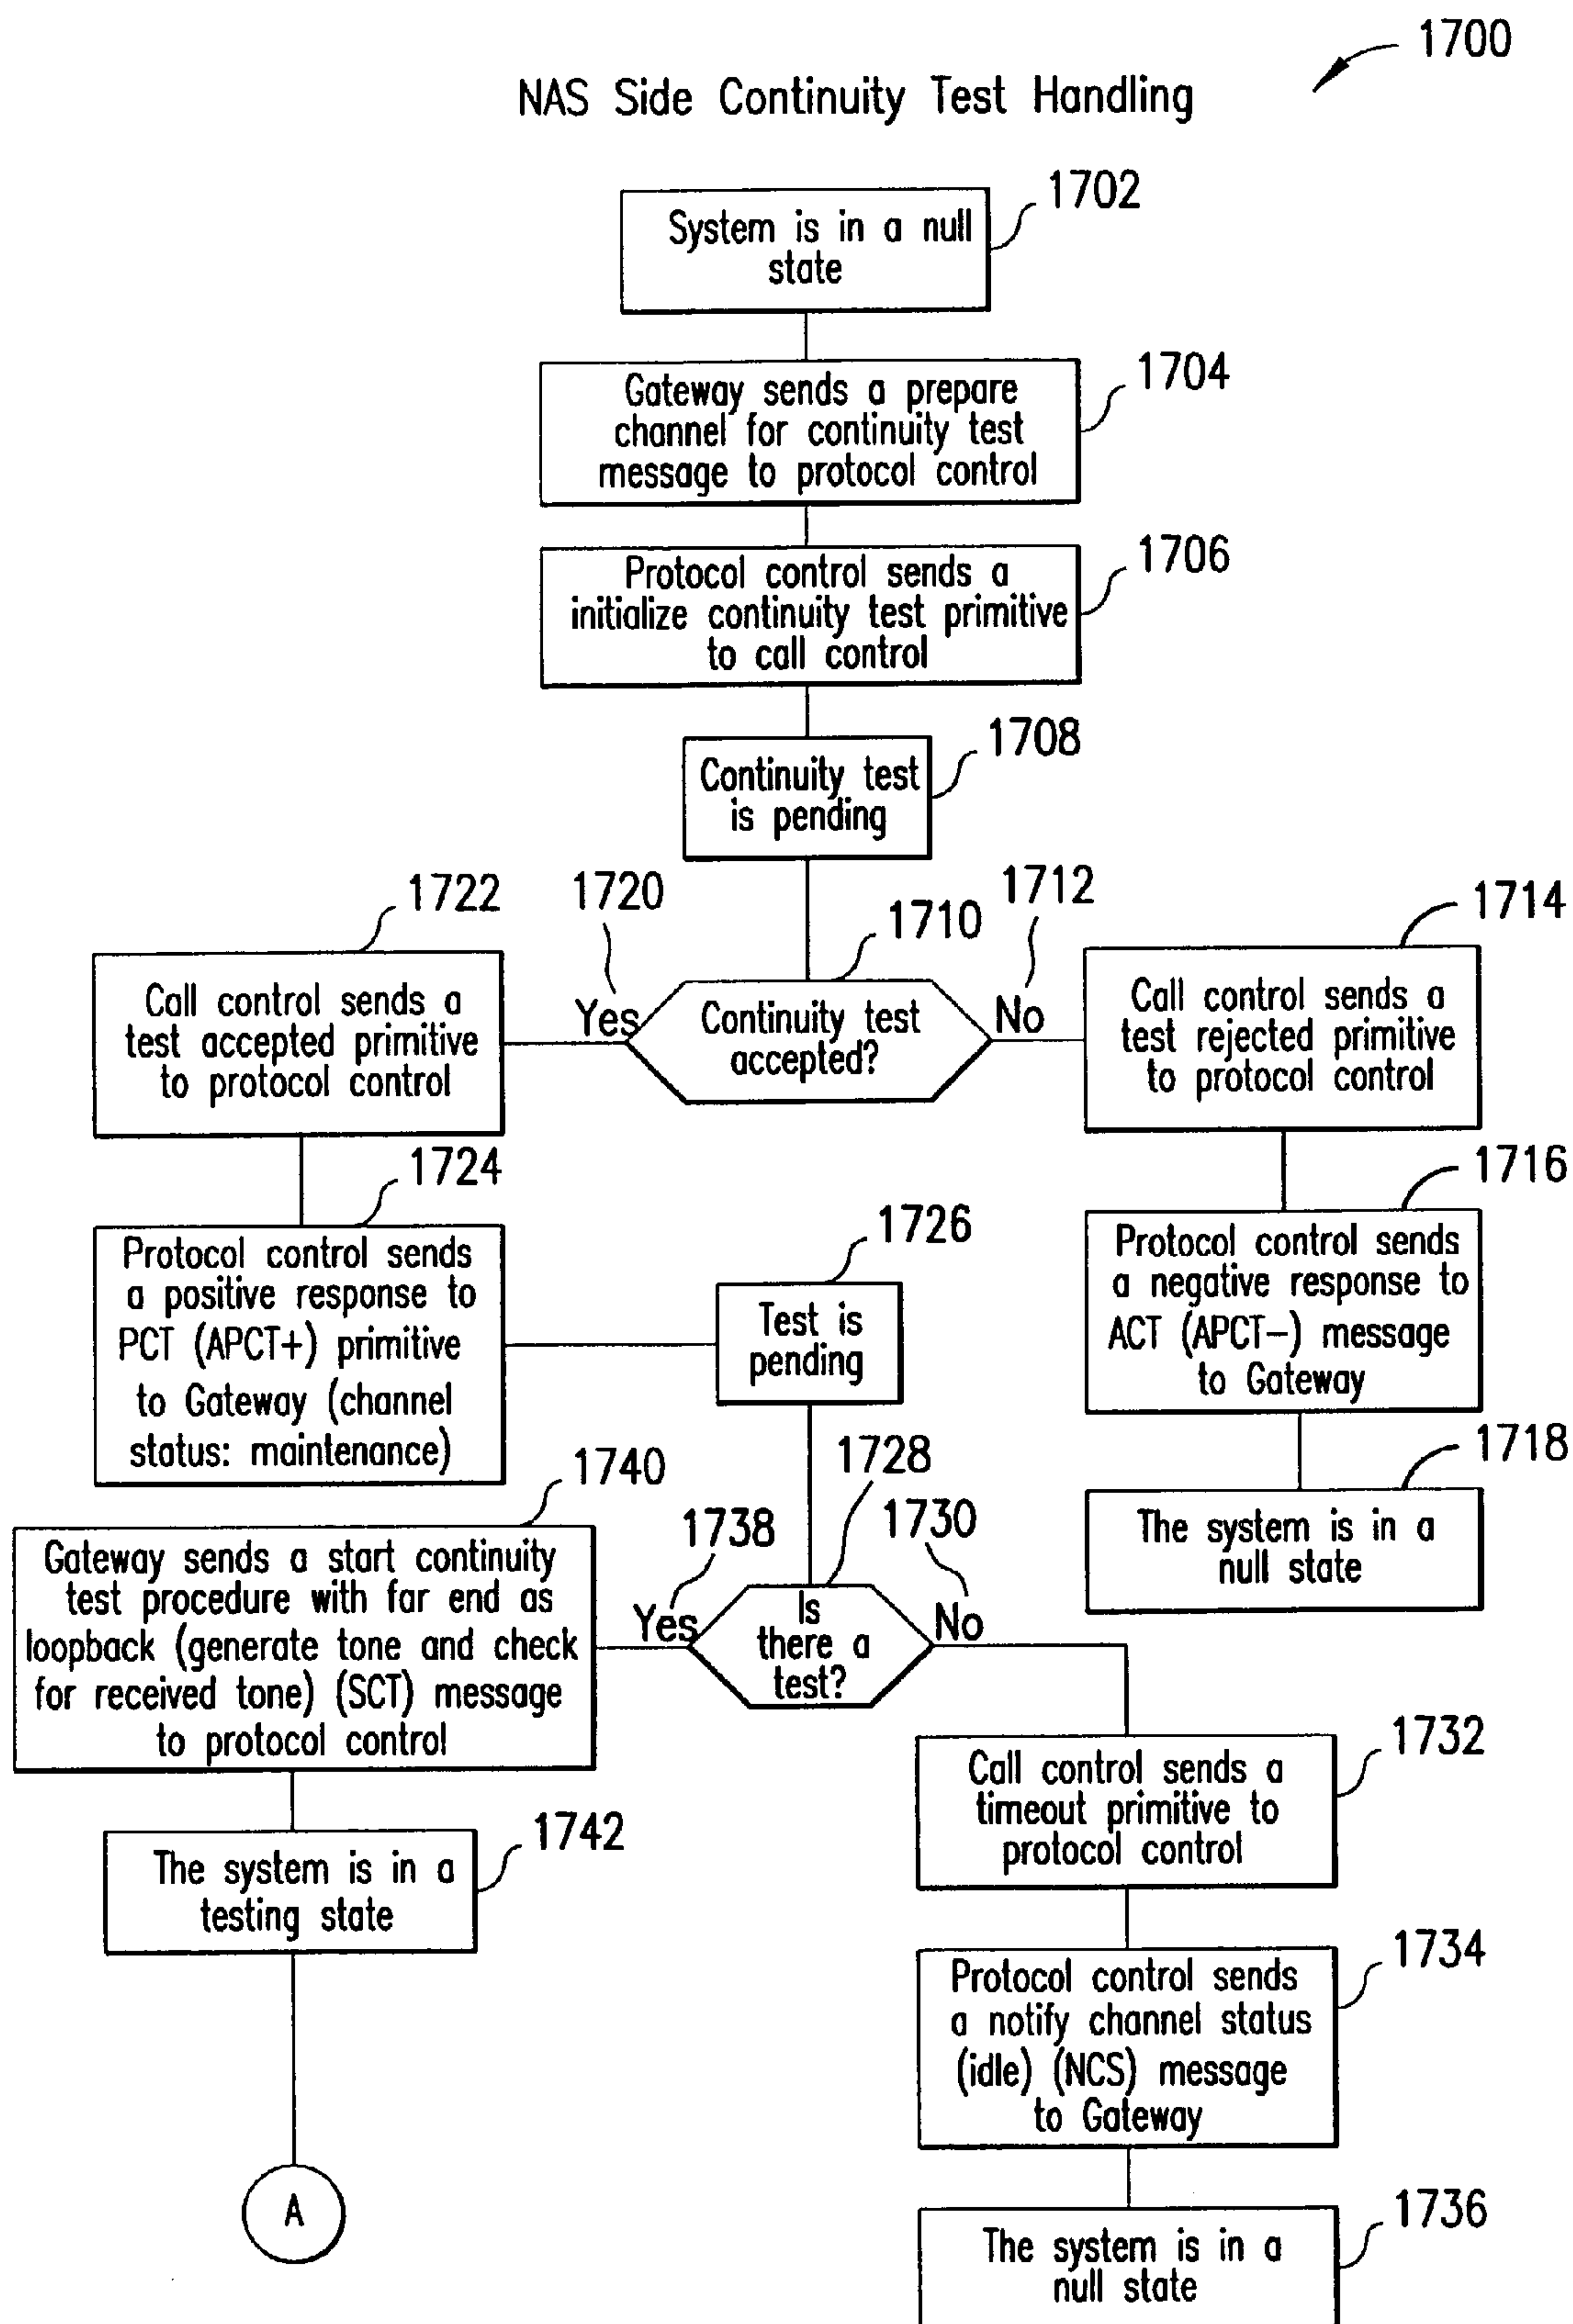 1700
NAS Side Continuity Test Handling
1702
System is in a null
state
1704
Gateway sends a prepare
channel for continuity test
message to protocol control
1706
Protocol control sends a
initialize continuity test primitive
to call control
1708
Continuity test
is pending
1722
1720
1710
1712
1714
Call control sends a
test accepted primitive
to protocol control
Yes
Continuity test
accepted?
No
Call control sends a
test rejected primitive
to protocol control
1724
Protocol control sends
a positive response to
PCT (APCT+) primitive
to Gateway (channel
status: maintenance)
1726
Test is
pending
1716
Protocol control sends
a negative response to
ACT (APCT–) message
to Gateway
1718
The system is in a
null state
1740
1738
1728
1730
Gateway sends a start continuity
test procedure with far end as
loopback (generate tone and check
for received tone) (SCT) message
to protocol control
Yes
Is
there a
test?
No
1732
Call control sends a
timeout primitive to
protocol control
1742
The system is in a
testing state
1734
Protocol control sends
a notify channel status
(idle) (NCS) message
to Gateway
A
1736
The system is in a
null state